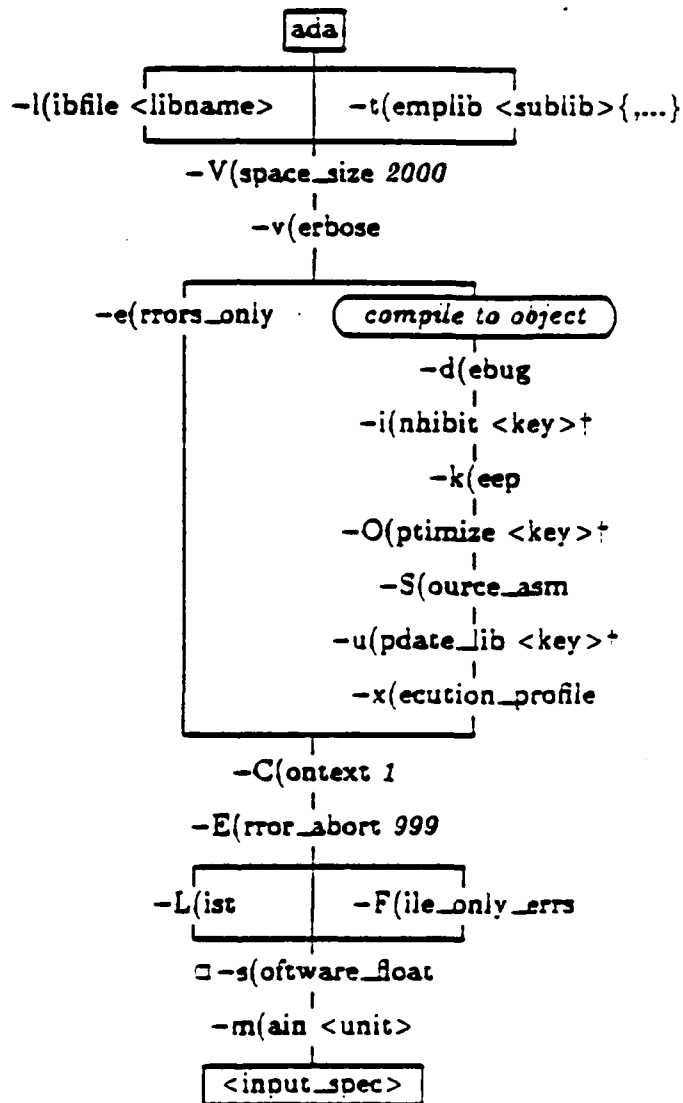 ada
-l(ibfile <libname> -t(emplib <sublib>{,...}
-V(space_size 2000
-v(erbose
-e(rrors_only compile to object
-d(ebug
-i(nhibit <key>†
-k(eep
-O(ptimize <key>†
-S(ource_asm
-u(pdate_lib <key>†
-x(ecution_profile
-C(ontext 1
-E(rror_abort 999
-L(ist -F(ile_only_errs
□ -s(oftware_float
-m(ain <unit>
<input_spec>